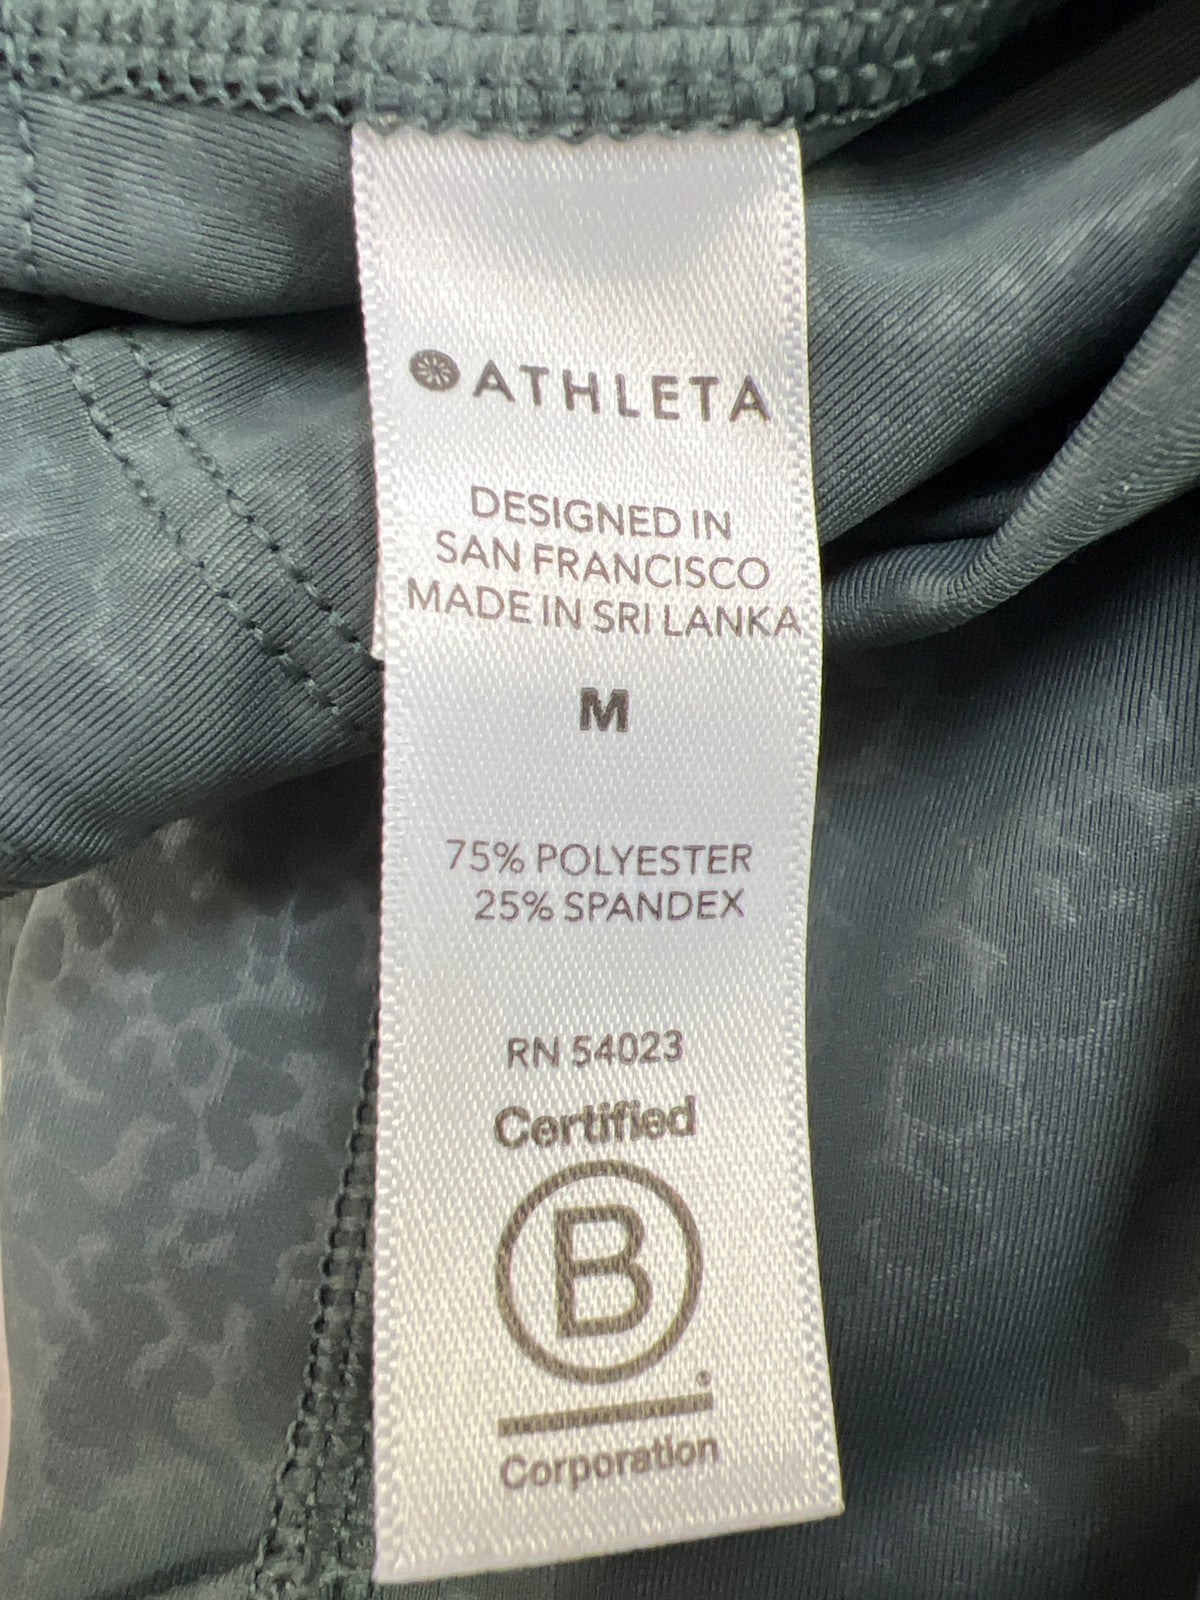 ATHLETA
DESIGNED IN
SAN FRANCISCO
MADE IN SRI LANKA
M
75% POLYESTER
25% SPANDEX
RN 54023
Certified
B
Corporation